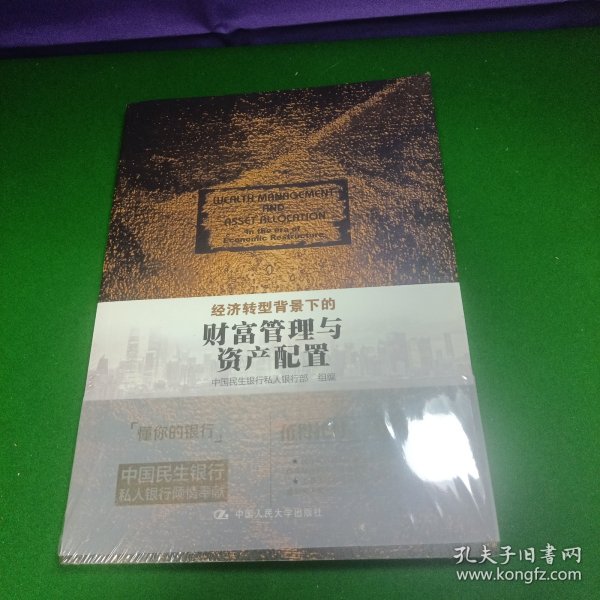 WEALTH MANAGEMENT
AND
ASSET ALLOCATION
in the era of
Economic Restructure
经济转型背景下的
财富管理与
资产配置
中国民生银行私人银行部 组编
「懂你的银行」
中国民生银行
私人银行倾情奉献
中国人民大学出版社
孔夫子旧书网
www.kongfz.com